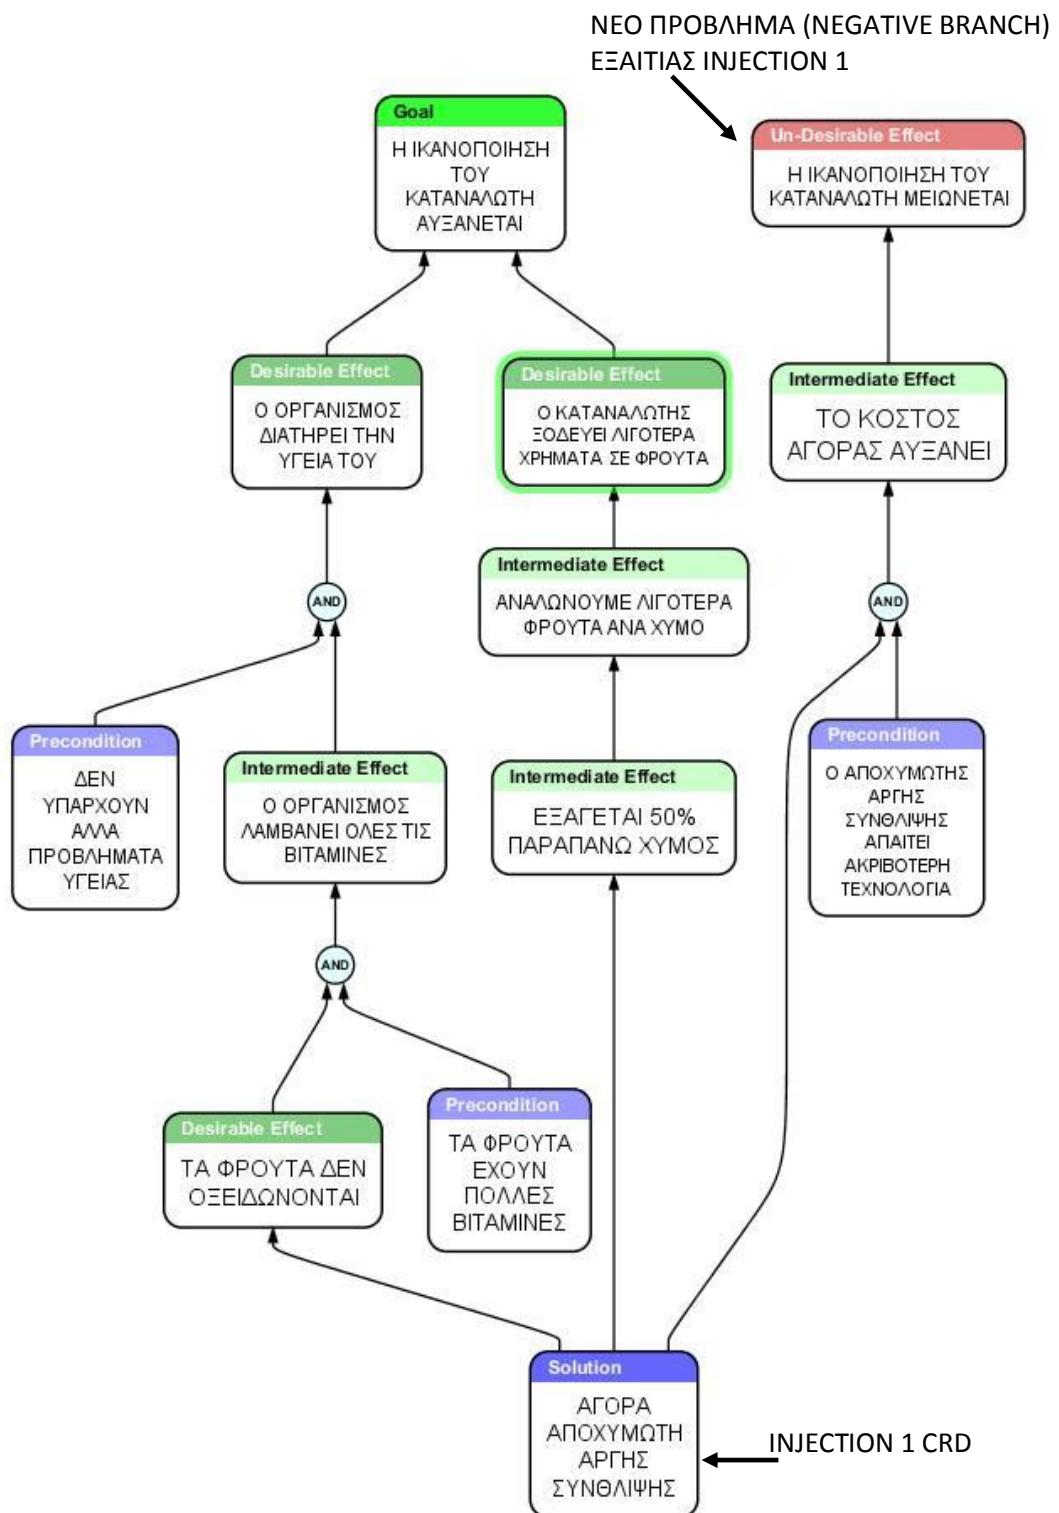 ΝΕΟ ΠΡΟΒΛΗΜΑ (NEGATIVE BRANCH)
ΕΞΑΙΤΙΑΣ INJECTION 1
Goal
Η ΙΚΑΝΟΠΟΙΗΣΗ
ΤΟΥ
ΚΑΤΑΝΑΛΩΤΗ
ΑΥΞΑΝΕΤΑΙ
Un-Desirable Effect
Η ΙΚΑΝΟΠΟΙΗΣΗ ΤΟΥ
ΚΑΤΑΝΑΛΩΤΗ ΜΕΙΩΝΕΤΑΙ
Desirable Effect
Ο ΟΡΓΑΝΙΣΜΟΣ
ΔΙΑΤΗΡΕΙ ΤΗΝ
ΥΓΕΙΑ ΤΟΥ
Desirable Effect
Ο ΚΑΤΑΝΑΛΩΤΗΣ
ΞΟΔΕΥΕΙ ΛΙΓΟΤΕΡΑ
ΧΡΗΜΑΤΑ ΣΕ ΦΡΟΥΤΑ
Intermediate Effect
ΤΟ ΚΟΣΤΟΣ
ΑΓΟΡΑΣ ΑΥΞΑΝΕΙ
Intermediate Effect
ΑΝΑΛΩΝΟΥΜΕ ΛΙΓΟΤΕΡΑ
ΦΡΟΥΤΑ ΑΝΑ ΧΥΜΟ
AND
AND
Precondition
ΔΕΝ
ΥΠΑΡΧΟΥΝ
ΑΛΛΑ
ΠΡΟΒΛΗΜΑΤΑ
ΥΓΕΙΑΣ
Intermediate Effect
Ο ΟΡΓΑΝΙΣΜΟΣ
ΛΑΜΒΑΝΕΙ ΟΛΕΣ ΤΙΣ
ΒΙΤΑΜΙΝΕΣ
Intermediate Effect
ΕΞΑΓΕΤΑΙ 50%
ΠΑΡΑΠΑΝΩ ΧΥΜΟΣ
Precondition
Ο ΑΠΟΧΥΜΩΤΗΣ
ΑΡΓΗΣ
ΣΥΝΘΛΙΨΗΣ
ΑΠΑΙΤΕΙ
ΑΚΡΙΒΟΤΕΡΗ
ΤΕΧΝΟΛΟΓΙΑ
AND
Desirable Effect
ΤΑ ΦΡΟΥΤΑ ΔΕΝ
ΟΞΕΙΔΩΝΟΝΤΑΙ
Precondition
ΤΑ ΦΡΟΥΤΑ
ΕΧΟΥΝ
ΠΟΛΛΕΣ
ΒΙΤΑΜΙΝΕΣ
Solution
ΑΓΟΡΑ
ΑΠΟΧΥΜΩΤΗ
ΑΡΓΗΣ
ΣΥΝΘΛΙΨΗΣ
INJECTION 1 CRD